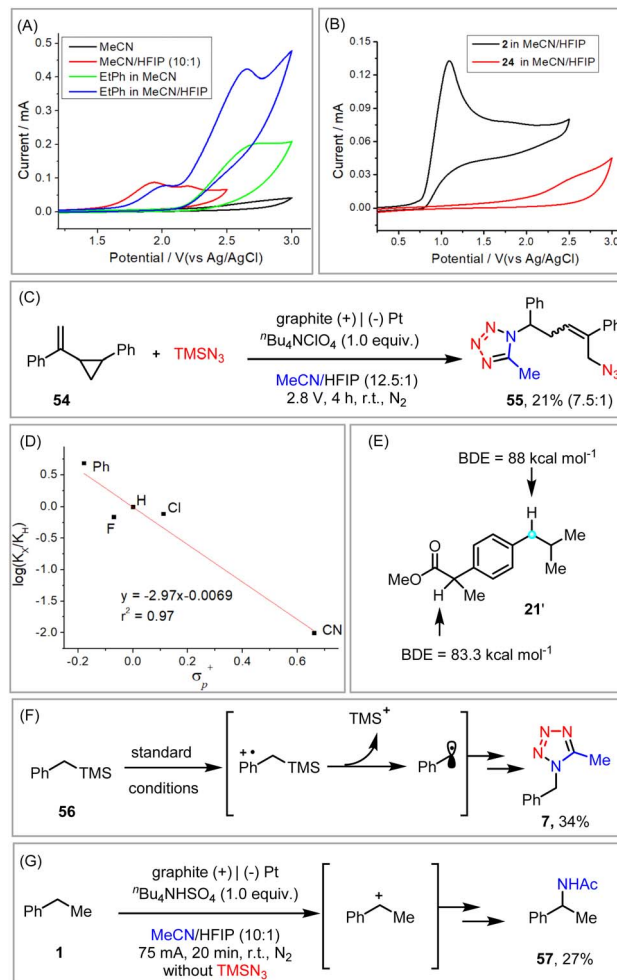 (A)
MeCN
MeCN/HFIP (10:1)
EtPh in MeCN
EtPh in MeCN/HFIP
Current / mA
0.5
0.4
0.3
0.2
0.1
0.0
1.5 2.0 2.5 3.0
Potential / V(vs Ag/AgCl)
(B)
2 in MeCN/HFIP
24 in MeCN/HFIP
Current / mA
0.15
0.12
0.09
0.06
0.03
0.00
0.5 1.0 1.5 2.0 2.5 3.0
Potential / V(vs Ag/AgCl)
(C)
Ph
Ph
54
+
TMSN3
graphite (+) | (-) Pt
nBu4NClO4 (1.0 equiv.)
MeCN/HFIP (12.5:1)
2.8 V, 4 h, r.t., N2
Ph
Ph
N
N
N
N
Me
N3
55, 21% (7.5:1)
(D)
log(KX/KH)
0.5
0.0
-0.5
-1.0
-1.5
-2.0
Ph
H
F
Cl
CN
y = -2.97x-0.0069
r2 = 0.97
-0.2 0.0 0.2 0.4 0.6
σp+
(E)
BDE = 88 kcal mol-1
H
O
MeO
Me
Me
Me
H
21'
BDE = 83.3 kcal mol-1
(F)
Ph TMS
56
standard
conditions
+•
Ph TMS
TMS+
Ph
N
N
N
N
Me
Ph
7, 34%
(G)
Ph Me
1
graphite (+) | (-) Pt
nBu4NHSO4 (1.0 equiv.)
MeCN/HFIP (10:1)
75 mA, 20 min, r.t., N2
without TMSN3
+
Ph Me
NHAc
Ph Me
57, 27%